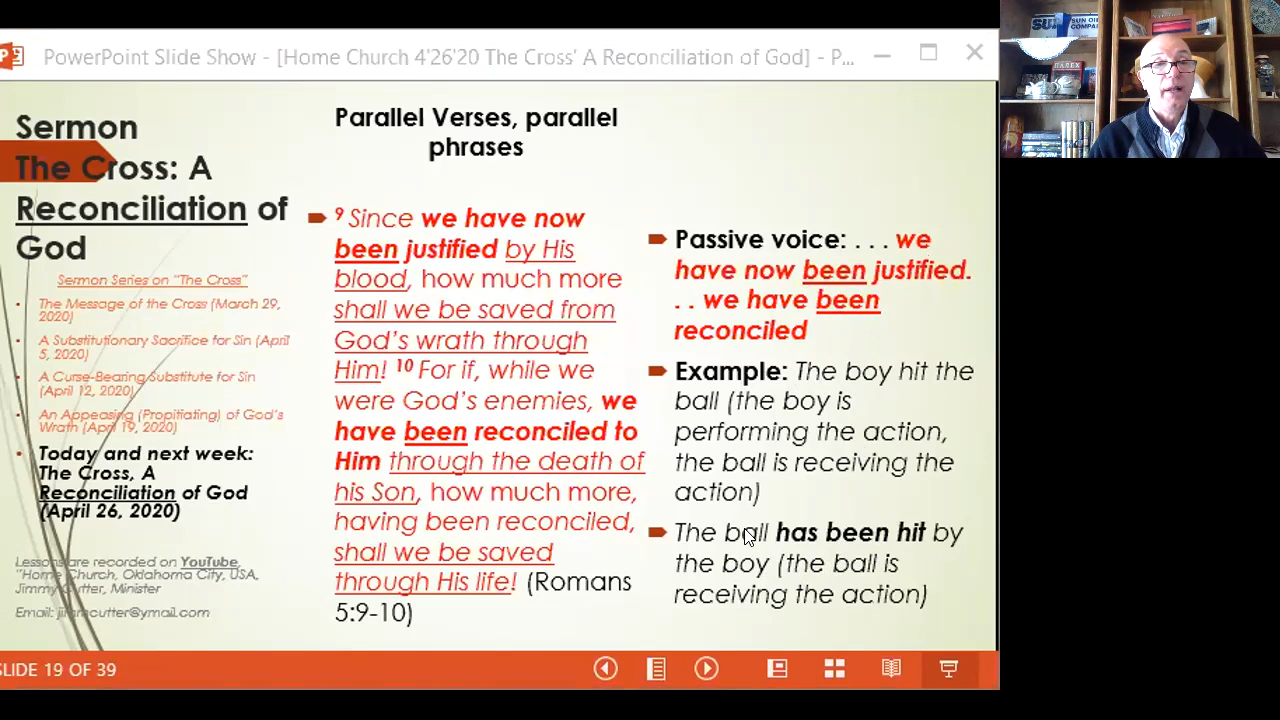 PowerPoint Slide Show - [Home Church 4'26'20 The Cross' A Reconciliation of God] - P...
Sermon
The Cross: A
Reconciliation of
God
Sermon Series on "The Cross"
• The Message of the Cross (March 29,
2020)
• A Substitutionary Sacrifice for Sin (April
5, 2020)
• A Curse-Bearing Substitute for Sin
(April 12, 2020)
• An Appeasing (Propitiating) of God's
Wrath (April 19, 2020)
• Today and next week:
The Cross, A
Reconciliation of God
(April 26, 2020)
Lessons are recorded on YouTube,
"Home Church, Oklahoma City, USA,
Jimmy Cutter, Minister
Email: jimmcutter@ymail.com
Parallel Verses, parallel
phrases
9 Since we have now
been justified by His
blood, how much more
shall we be saved from
God's wrath through
Him! 10 For if, while we
were God's enemies, we
have been reconciled to
Him through the death of
his Son, how much more,
having been reconciled,
shall we be saved
through His life! (Romans
5:9-10)
Passive voice: . . . we
have now been justified.
. . we have been
reconciled
Example: The boy hit the
ball (the boy is
performing the action,
the ball is receiving the
action)
The ball has been hit by
the boy (the ball is
receiving the action)
SLIDE 19 OF 39
SUN OIL
COMPANY